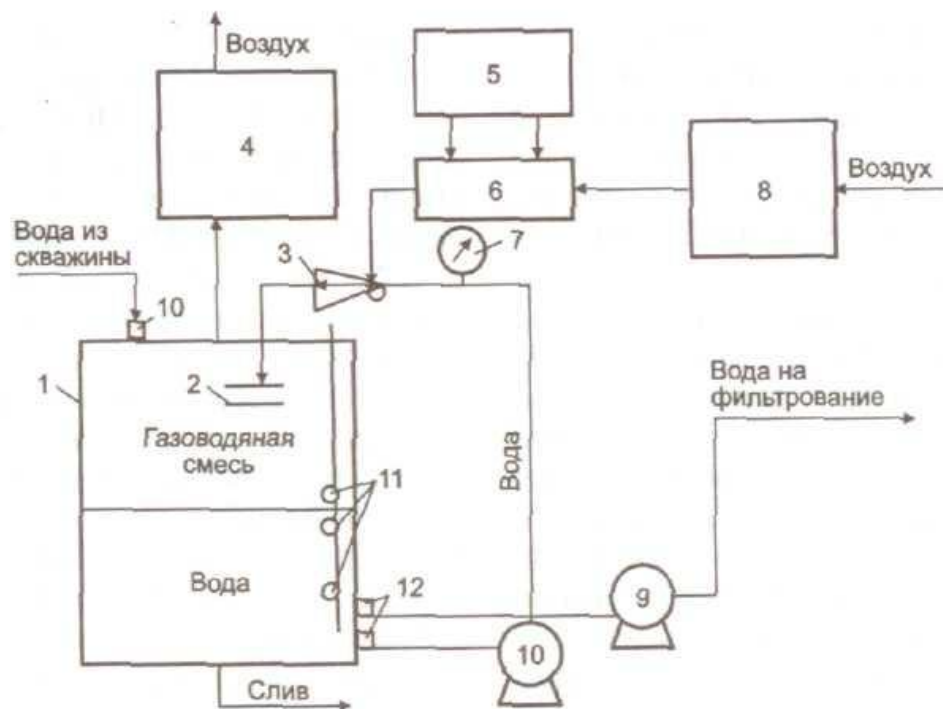 Воздух
5
4
6
8
Воздух
7
Вода из
скважины
3
10
1
2
Вода на
фильтрование
Газоводяная
смесь
Вода
11
Вода
12
9
10
Слив